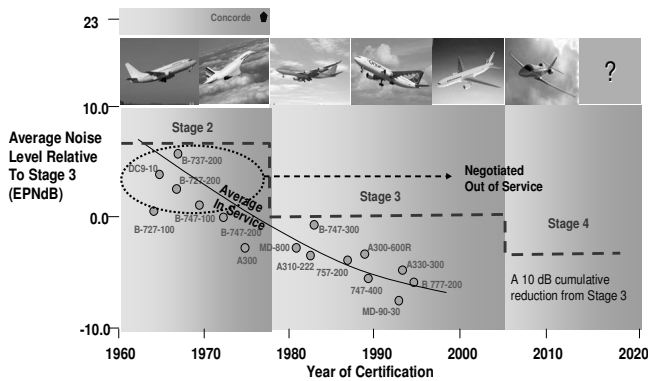 Concorde
23
?
10.0
Average Noise
Level Relative
To Stage 3
(EPNdB)
Stage 2
B-737-200
DC9-10
B-727-200
Average
In Service
B-747-100
B-727-100
B-747-200
A300
Negotiated
Out of Service
Stage 3
Stage 4
0.0
B-747-300
MD-800
A300-600R
A310-222
757-200
A330-300
747-400
B 777-200
MD-90-30
A 10 dB cumulative
reduction from Stage 3
-10.0
1960
1970
1980
1990
2000
2010
2020
Year of Certification